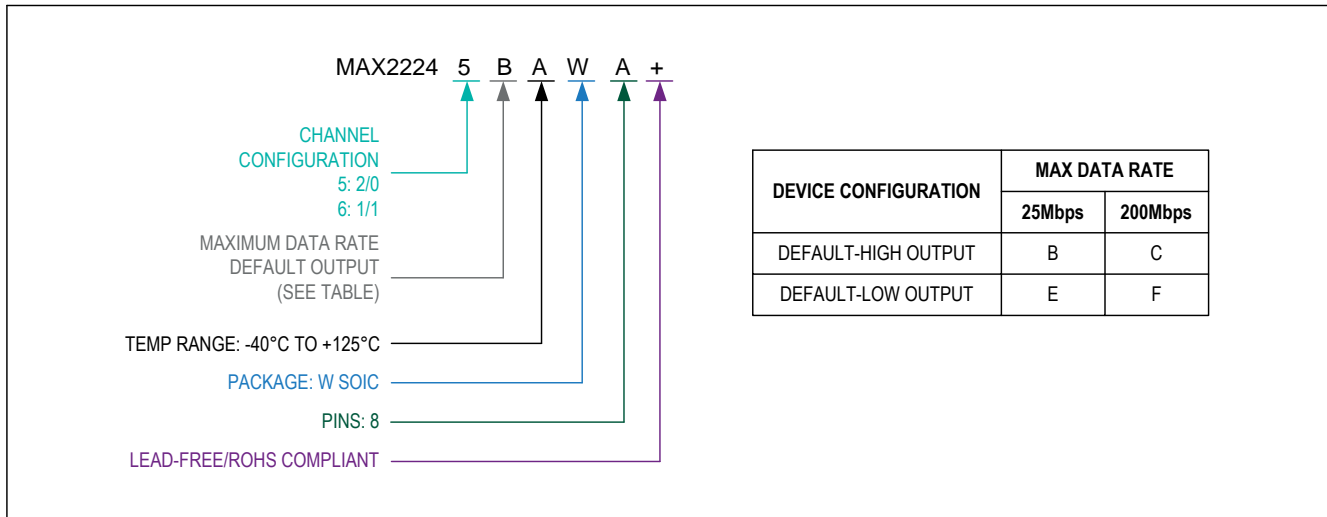 MAX2224 5 B A W A +
CHANNEL
CONFIGURATION
5: 2/0
6: 1/1
MAXIMUM DATA RATE
DEFAULT OUTPUT
(SEE TABLE)
TEMP RANGE: -40°C TO +125°C
PACKAGE: W SOIC
PINS: 8
LEAD-FREE/ROHS COMPLIANT
DEVICE CONFIGURATION
MAX DATA RATE
25Mbps 200Mbps
DEFAULT-HIGH OUTPUT B C
DEFAULT-LOW OUTPUT E F